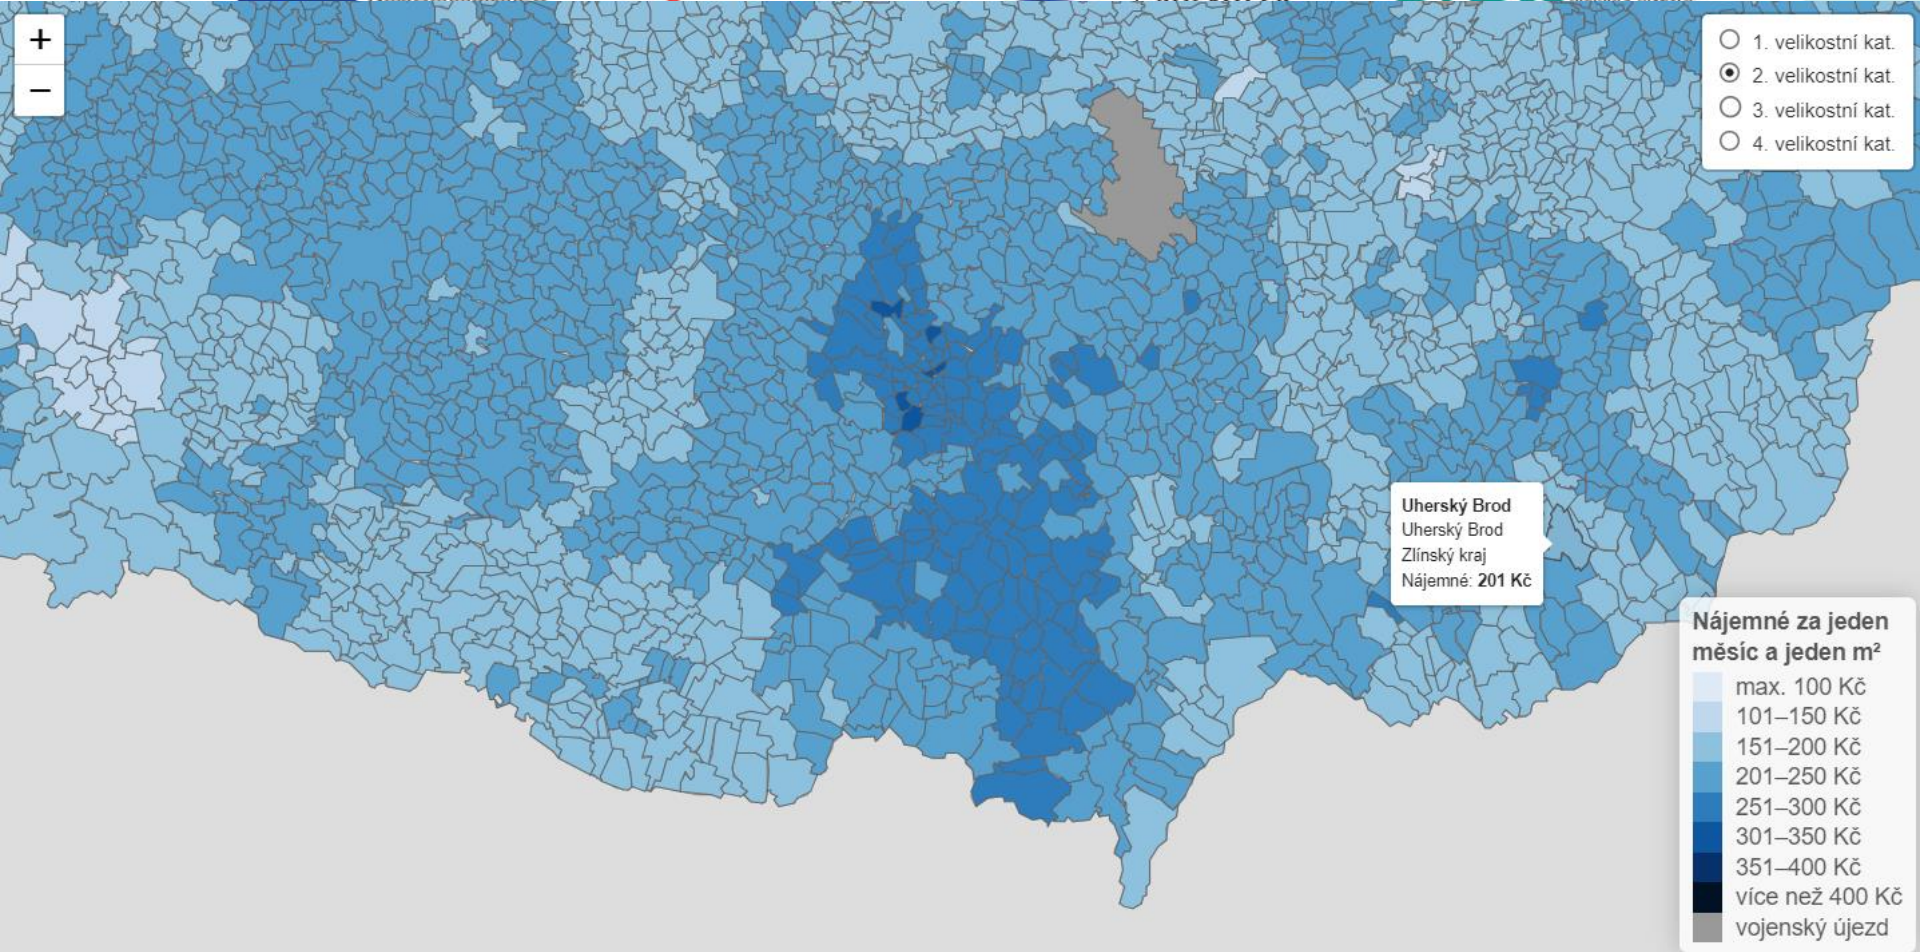 +
−
1. velikostní kat.
2. velikostní kat.
3. velikostní kat.
4. velikostní kat.
Uherský Brod
Uherský Brod
Zlínský kraj
Nájemné: 201 Kč
Nájemné za jeden
měsíc a jeden m²
max. 100 Kč
101–150 Kč
151–200 Kč
201–250 Kč
251–300 Kč
301–350 Kč
351–400 Kč
více než 400 Kč
vojenský újezd